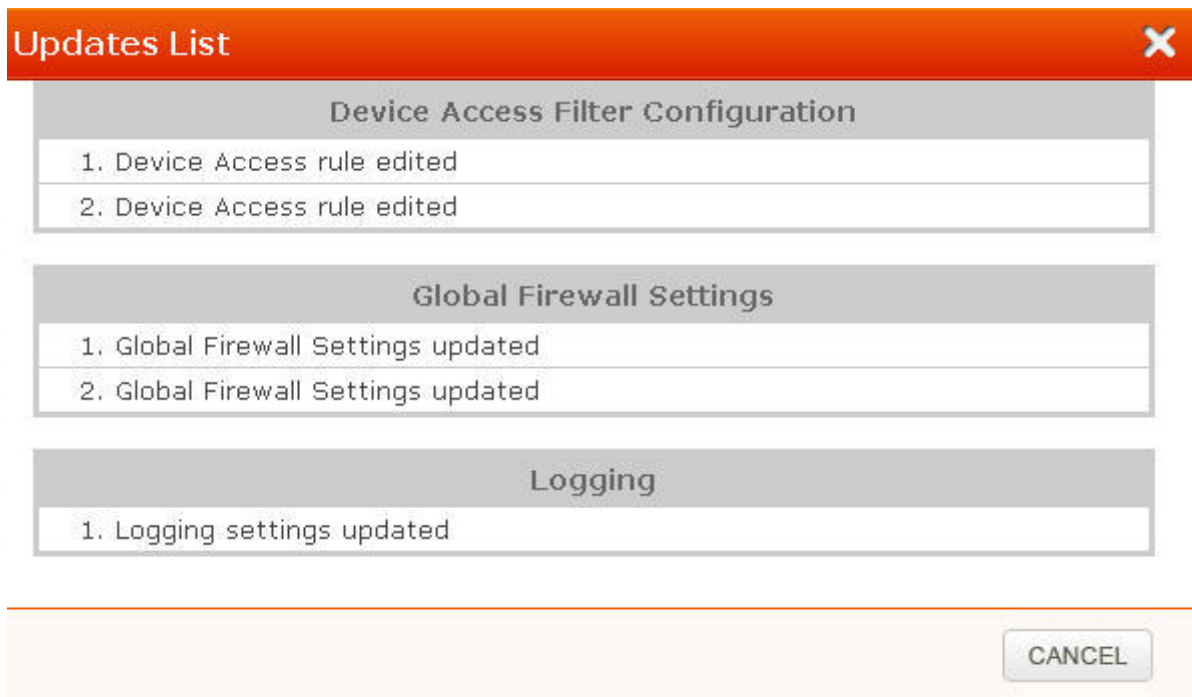 Updates List
Device Access Filter Configuration
1. Device Access rule edited
2. Device Access rule edited
Global Firewall Settings
1. Global Firewall Settings updated
2. Global Firewall Settings updated
Logging
1. Logging settings updated
CANCEL